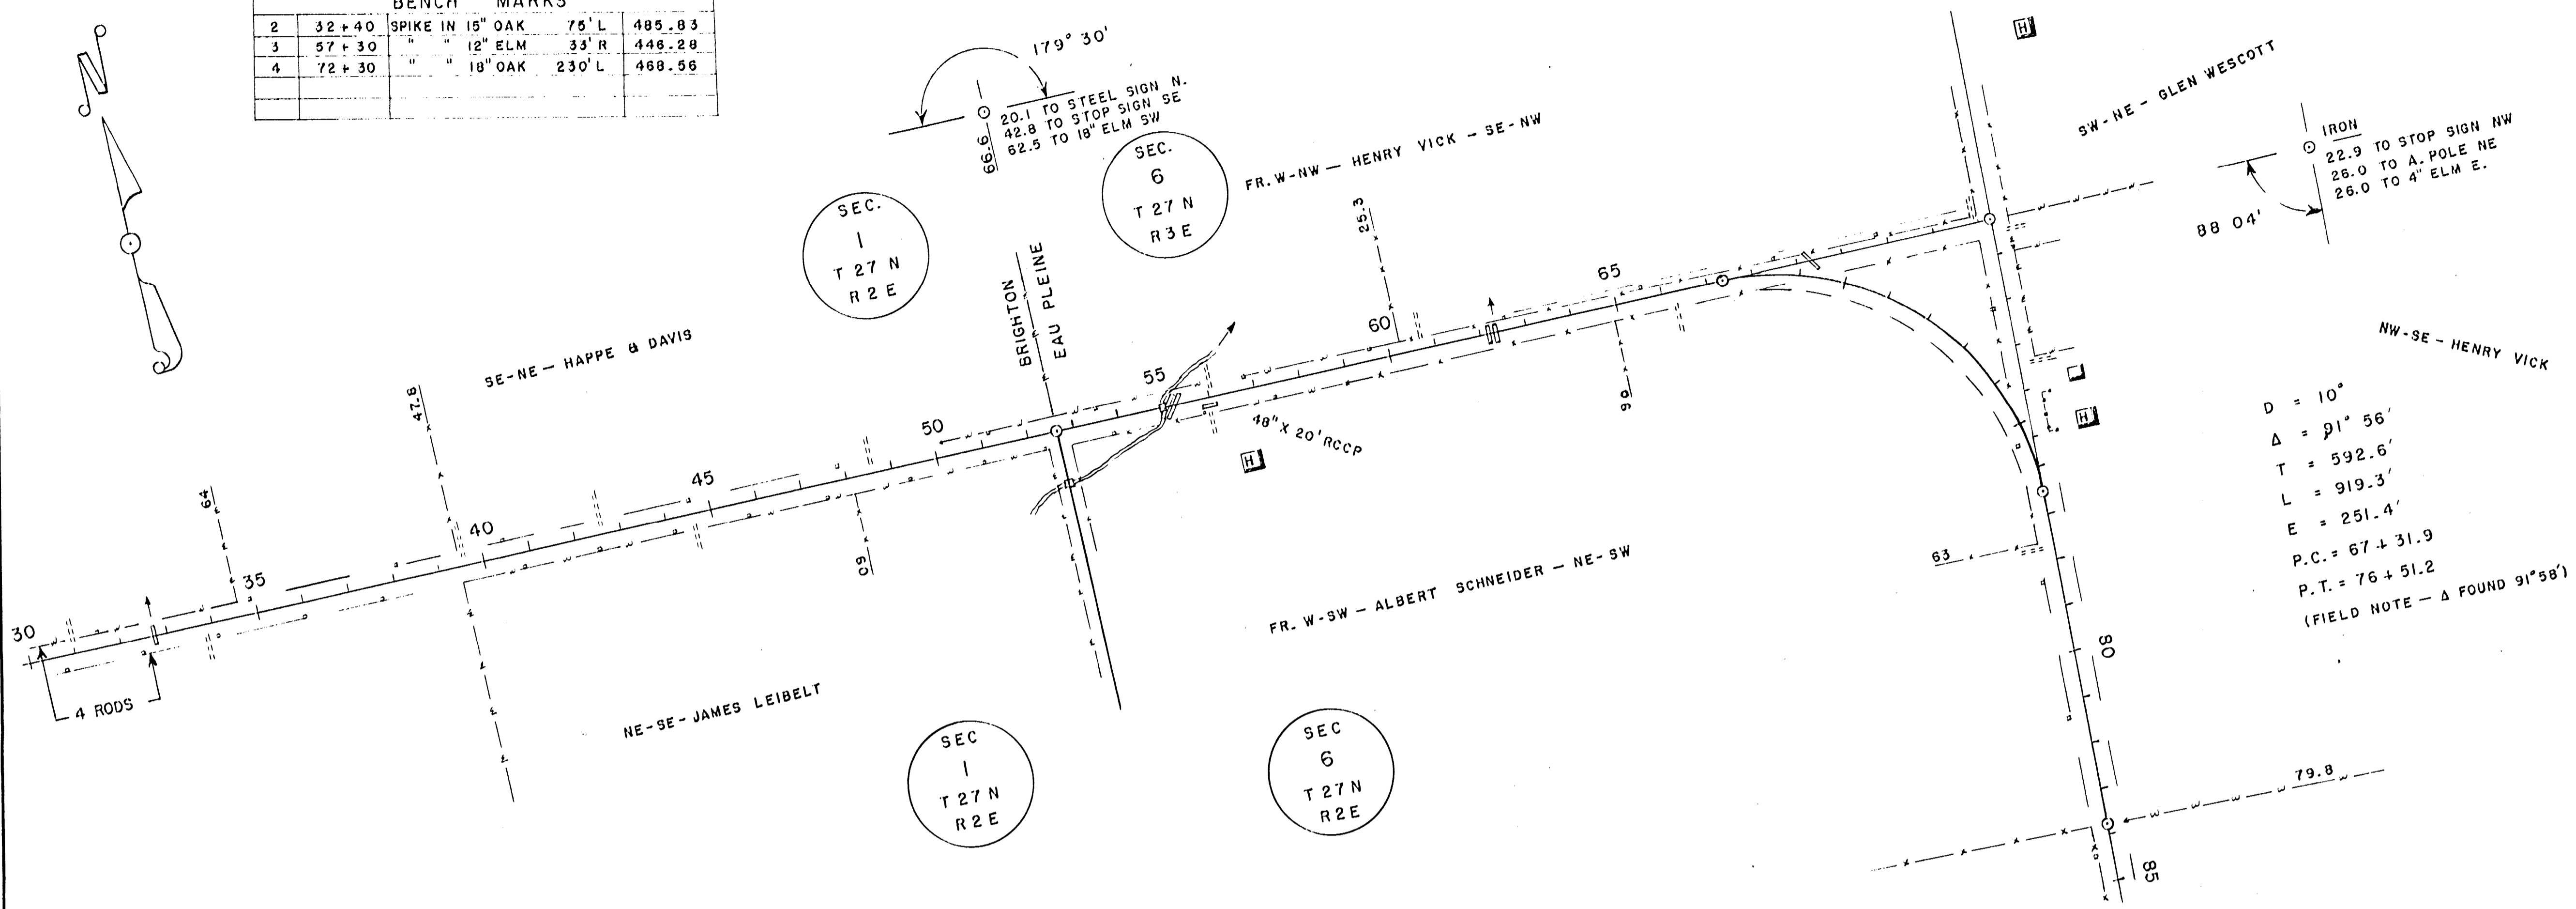 BENCH MARKS
2 32+40 SPIKE IN 15" OAK 75' L 485.83
3 57+30 " " 12" ELM 33' R 446.28
4 72+30 " " 18" OAK 230' L 468.56
N
179° 30'
66.6
20.1 TO STEEL SIGN N.
42.8 TO STOP SIGN SE
62.5 TO 18" ELM SW
SEC.
1
T 27 N
R 2 E
SEC.
6
T 27 N
R 3 E
FR. W-NW — HENRY VICK — SE-NW
SW-NE - GLEN WESCOTT
H
IRON
22.9 TO STOP SIGN NW
26.0 TO A. POLE NE
26.0 TO 4" ELM E.
88 04'
25.3
BRIGHTON
EAU PLEINE
SE-NE — HAPPE & DAVIS
47.8
64
30
35
40
45
50
55
60
65
48" X 20' RCCP
H
H
NW-SE - HENRY VICK
D = 10°
Δ = 91° 56'
T = 592.6'
L = 919.3'
E = 251.4'
P.C. = 67 + 31.9
P.T. = 76 + 51.2
(FIELD NOTE — Δ FOUND 91°58')
63
80
85
79.8
FR. W-SW — ALBERT SCHNEIDER — NE-SW
4 RODS
NE-SE - JAMES LEIBELT
SEC
1
T 27 N
R 2 E
SEC
6
T 27 N
R 2 E